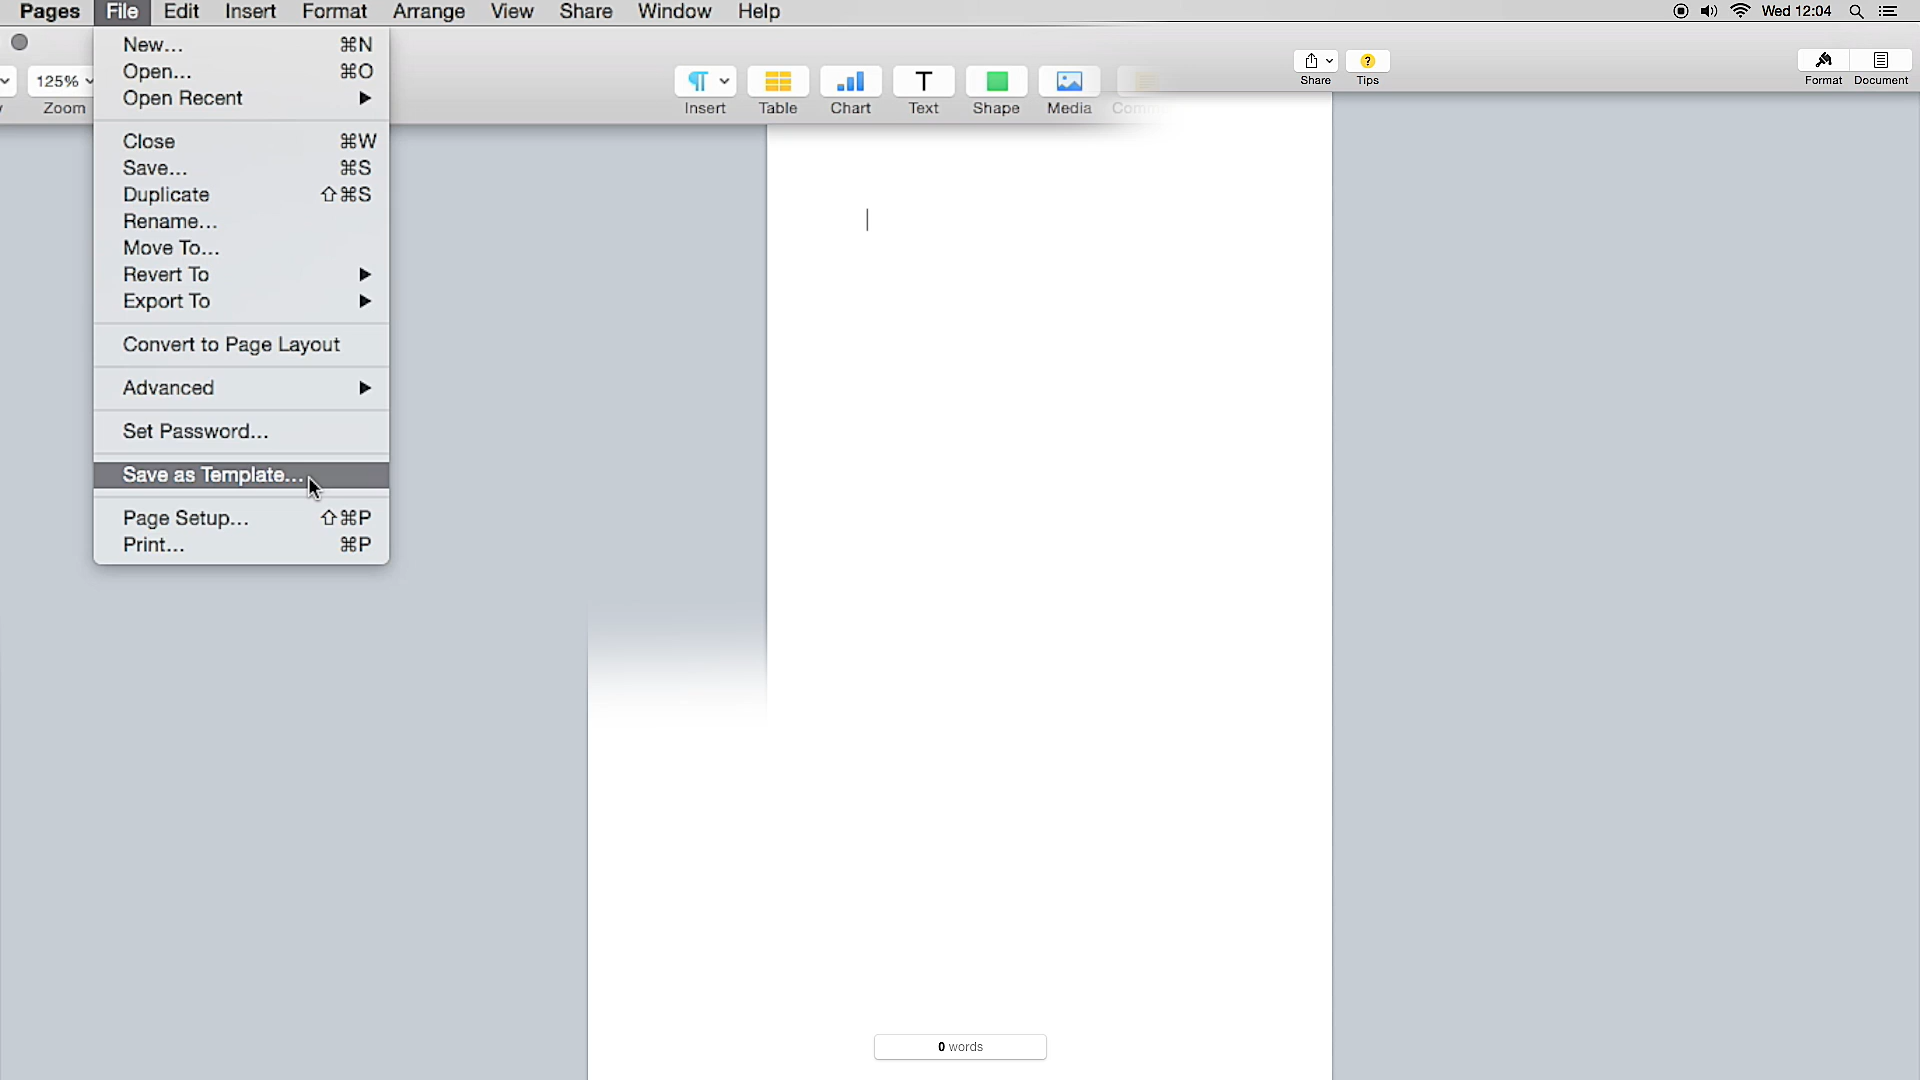 Pages File Edit Insert Format Arrange View Share Window Help Wed 12:04
New... ⌘N
Open... ⌘O
Open Recent ▶
Close ⌘W
Save... ⌘S
Duplicate ⇧⌘S
Rename...
Move To...
Revert To ▶
Export To ▶
Convert to Page Layout
Advanced ▶
Set Password...
Save as Template...
Page Setup... ⇧⌘P
Print... ⌘P
125%
Zoom
Insert Table Chart Text Shape Media
Share Tips Format Document
0 words